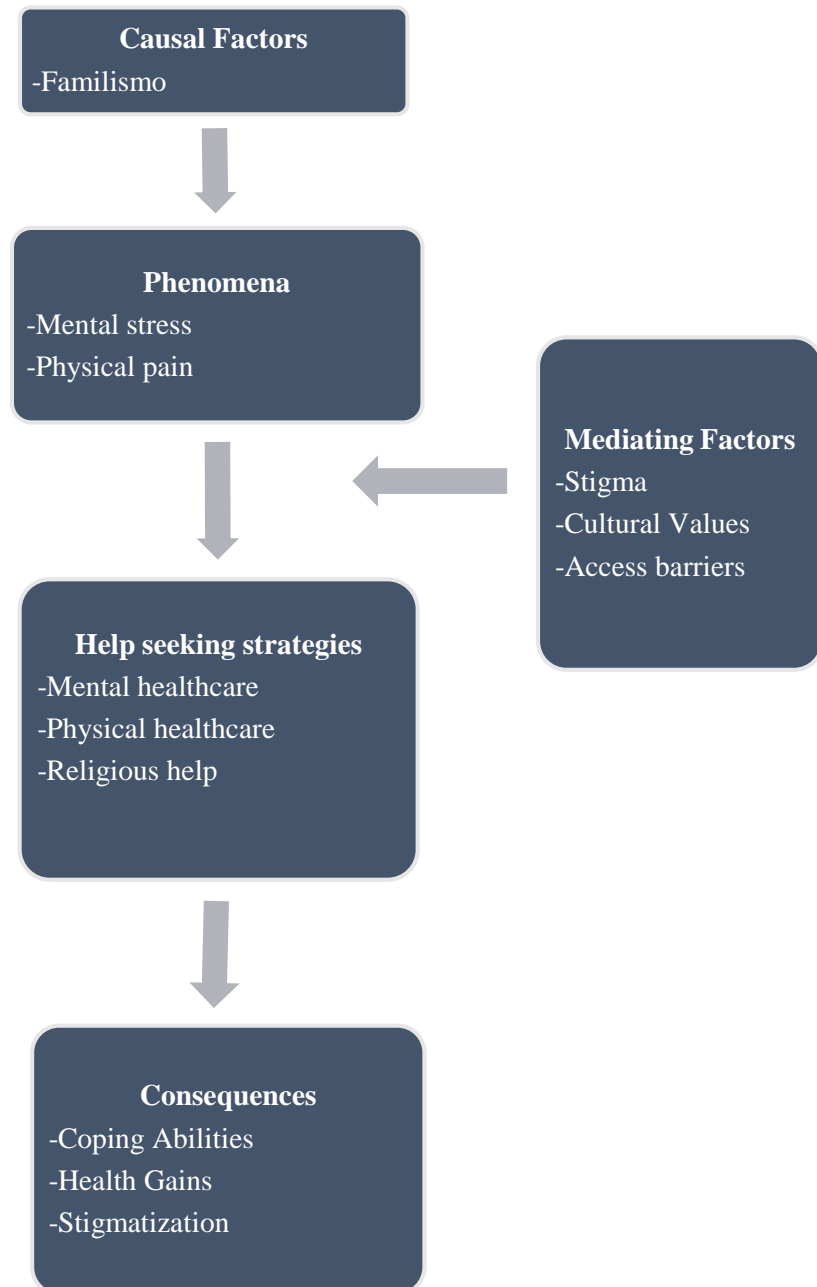 Causal Factors
-Familismo
Phenomena
-Mental stress
-Physical pain
Mediating Factors
-Stigma
-Cultural Values
-Access barriers
Help seeking strategies
-Mental healthcare
-Physical healthcare
-Religious help
Consequences
-Coping Abilities
-Health Gains
-Stigmatization